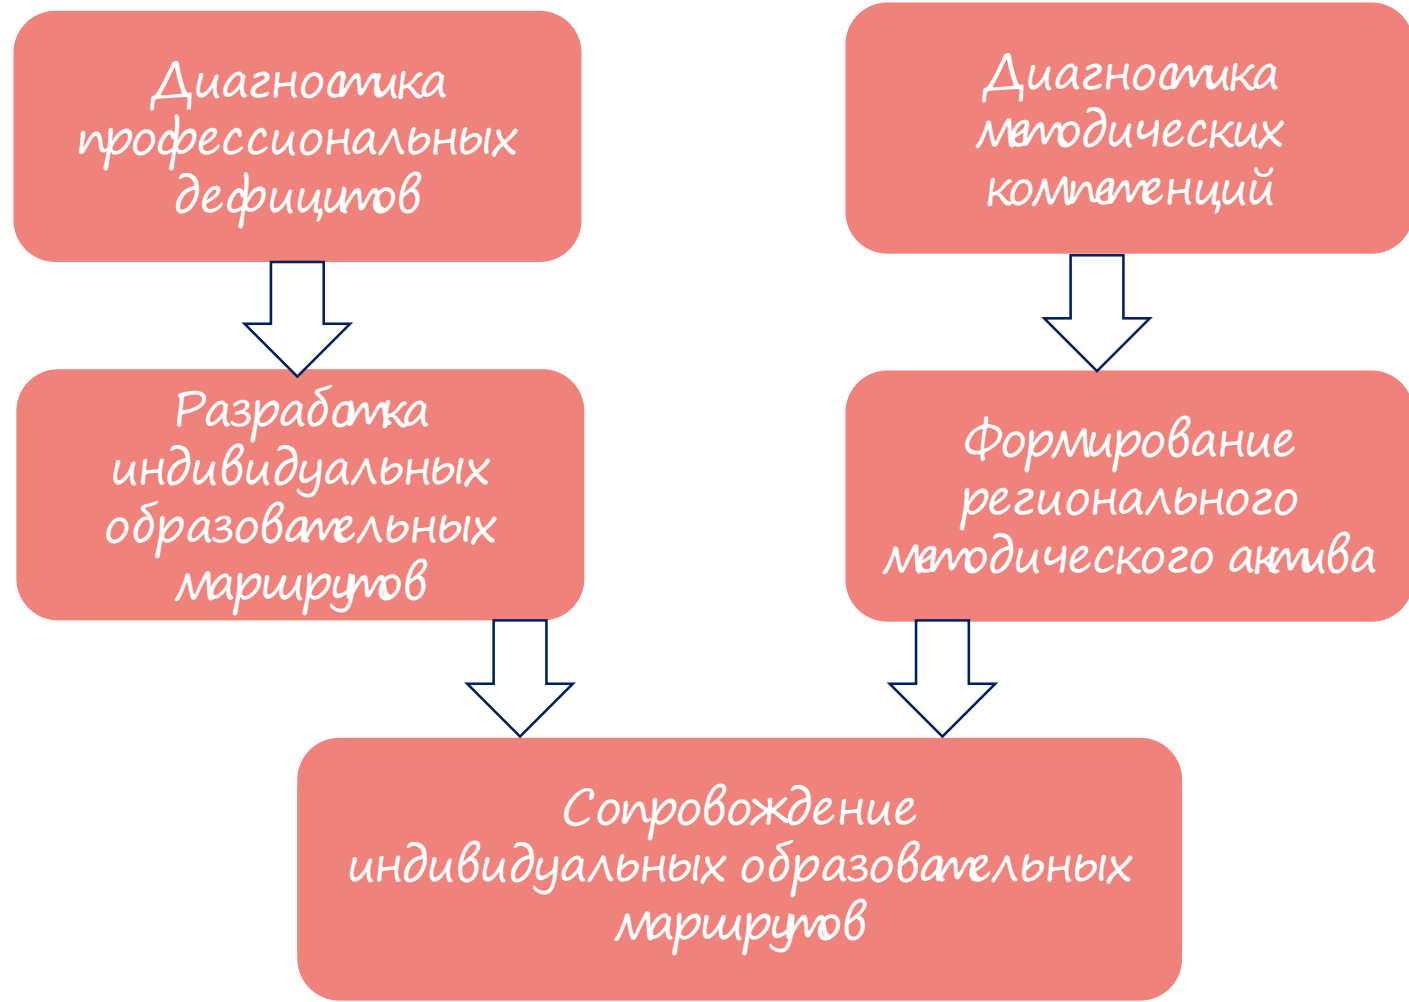 Диагностика
профессиональных
дефицитов
Диагностика
методических
компетенций
Разработка
индивидуальных
образовательных
маршрутов
Формирование
регионального
методического актива
Сопровождение
индивидуальных образовательных
маршрутов